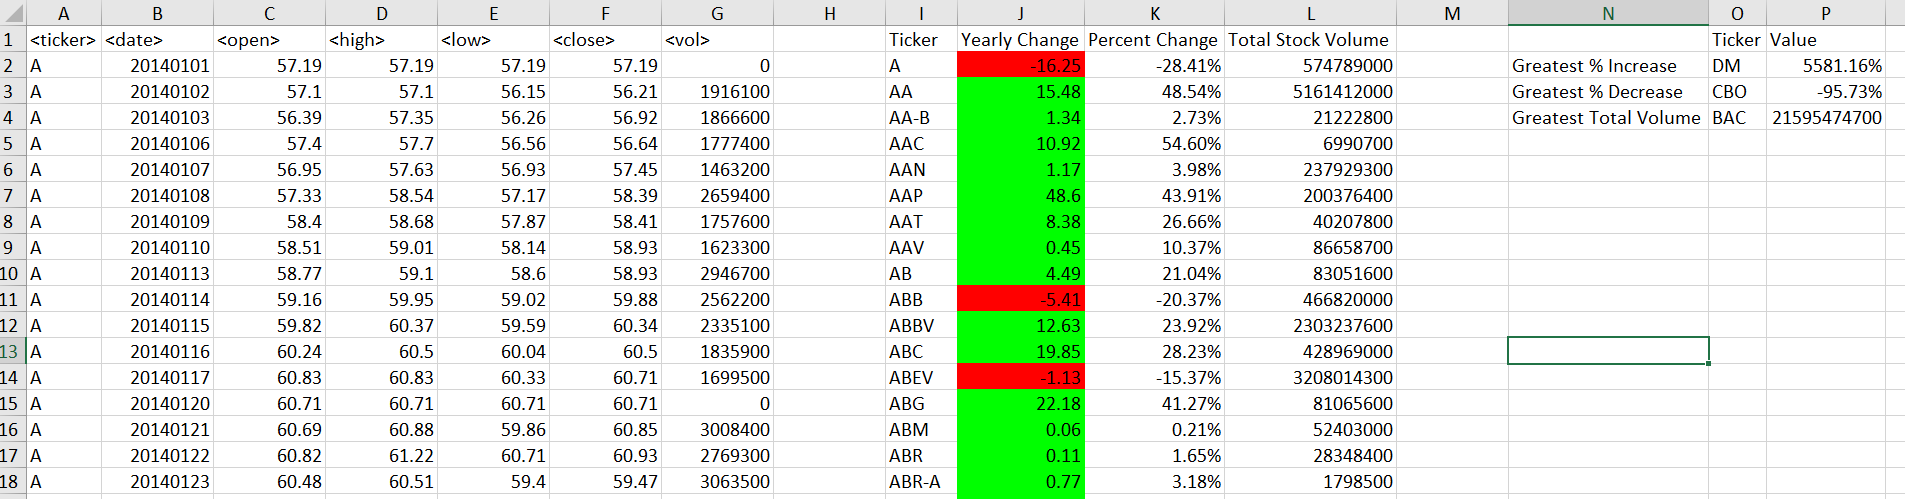 A B C D E F G H I J K L M N O P
1 <ticker> <date> <open> <high> <low> <close> <vol> Ticker Yearly Change Percent Change Total Stock Volume Ticker Value
2 A 20140101 57.19 57.19 57.19 57.19 0 A -16.25 -28.41% 574789000 Greatest % Increase DM 5581.16%
3 A 20140102 57.1 57.1 56.15 56.21 1916100 AA 15.48 48.54% 5161412000 Greatest % Decrease CBO -95.73%
4 A 20140103 56.39 57.35 56.26 56.92 1866600 AA-B 1.34 2.73% 21222800 Greatest Total Volume BAC 21595474700
5 A 20140106 57.4 57.7 56.56 56.64 1777400 AAC 10.92 54.60% 6990700
6 A 20140107 56.95 57.63 56.93 57.45 1463200 AAN 1.17 3.98% 237929300
7 A 20140108 57.33 58.54 57.17 58.39 2659400 AAP 48.6 43.91% 200376400
8 A 20140109 58.4 58.68 57.87 58.41 1757600 AAT 8.38 26.66% 40207800
9 A 20140110 58.51 59.01 58.14 58.93 1623300 AAV 0.45 10.37% 86658700
10 A 20140113 58.77 59.1 58.6 58.93 2946700 AB 4.49 21.04% 83051600
11 A 20140114 59.16 59.95 59.02 59.88 2562200 ABB -5.41 -20.37% 466820000
12 A 20140115 59.82 60.37 59.59 60.34 2335100 ABBV 12.63 23.92% 2303237600
13 A 20140116 60.24 60.5 60.04 60.5 1835900 ABC 19.85 28.23% 428969000
14 A 20140117 60.83 60.83 60.33 60.71 1699500 ABEV -1.13 -15.37% 3208014300
15 A 20140120 60.71 60.71 60.71 60.71 0 ABG 22.18 41.27% 81065600
16 A 20140121 60.69 60.88 59.86 60.85 3008400 ABM 0.06 0.21% 52403000
17 A 20140122 60.82 61.22 60.71 60.93 2769300 ABR 0.11 1.65% 28348400
18 A 20140123 60.48 60.51 59.4 59.47 3063500 ABR-A 0.77 3.18% 1798500